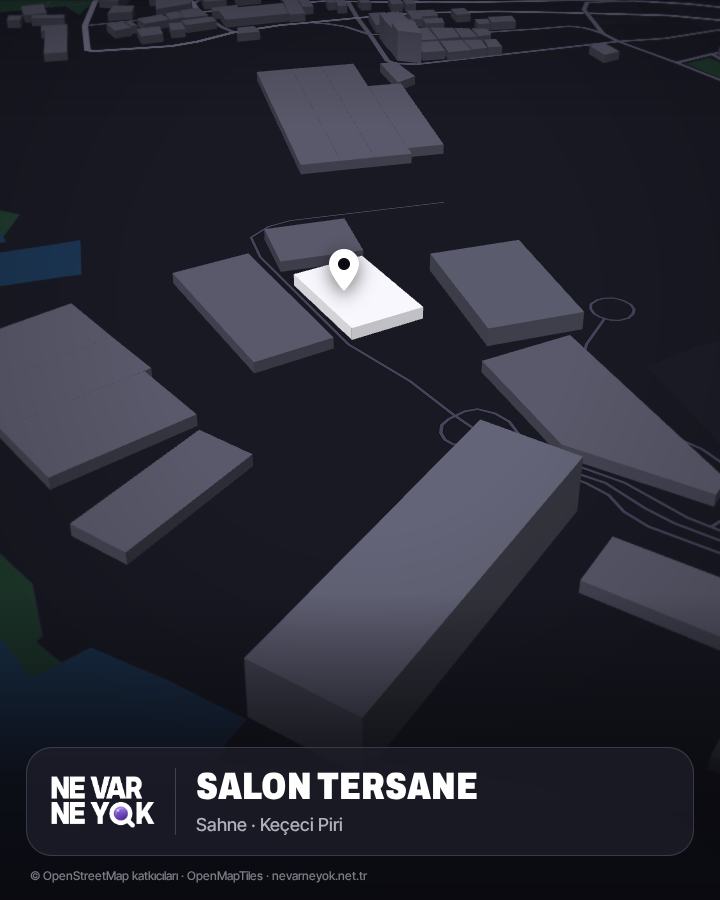 NE VAR
NE YOK
SALON TERSANE
Sahne · Keçeci Piri
© OpenStreetMap katkıcıları · OpenMapTiles · nevarneyok.net.tr